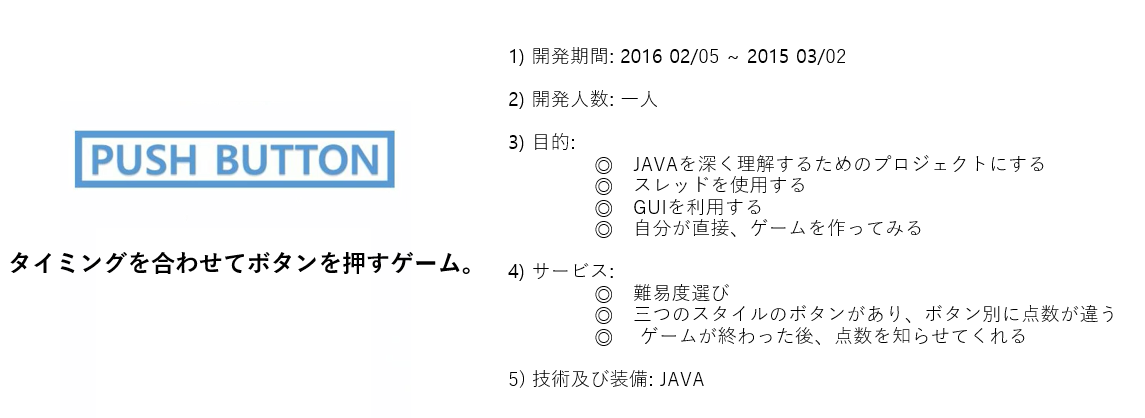 PUSH BUTTON
タイミングを合わせてボタンを押すゲーム。
1) 開発期間: 2016 02/05 ~ 2015 03/02
2) 開発人数: 一人
3) 目的:
◎ JAVAを深く理解するためのプロジェクトにする
◎ スレッドを使用する
◎ GUIを利用する
◎ 自分が直接、ゲームを作ってみる
4) サービス:
◎ 難易度選び
◎ 三つのスタイルのボタンがあり、ボタン別に点数が違う
◎ ゲームが終わった後、点数を知らせてくれる
5) 技術及び装備: JAVA